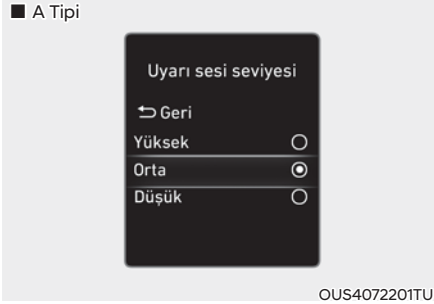 ■ A Tipi
Uyarı sesi seviyesi
⮌ Geri
Yüksek
Orta
Düşük
OUS4072201TU